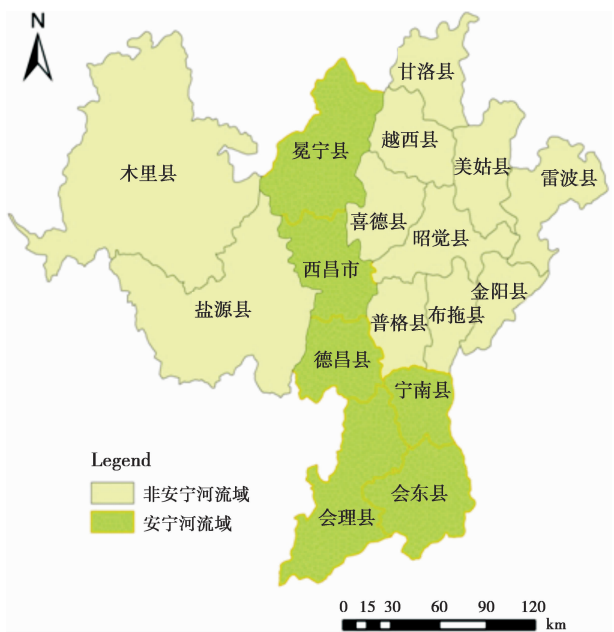 N
甘洛县
越西县
冕宁县
美姑县
木里县
雷波县
喜德县
昭觉县
西昌市
金阳县
盐源县
普格县
布拖县
德昌县
宁南县
Legend
非安宁河流域
会东县
会理县
安宁河流域
0 15 30 60 90 120
km